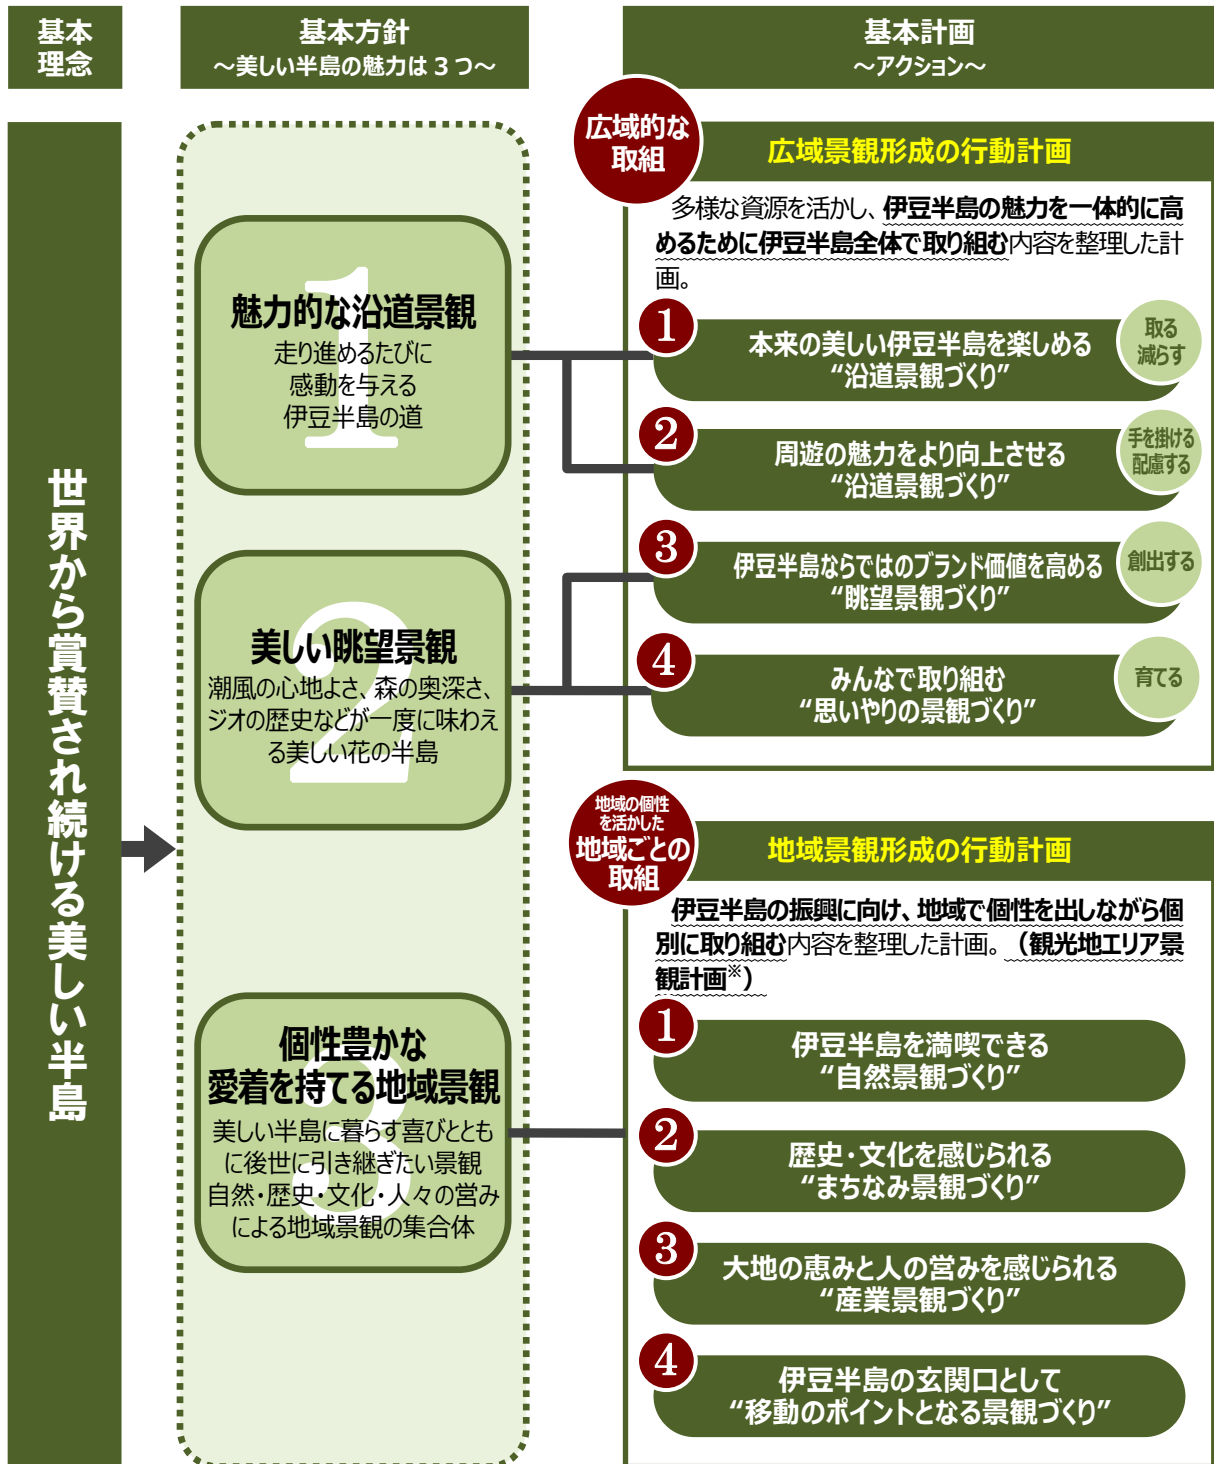 基本
理念
基本方針
～美しい半島の魅力は３つ～
基本計画
～アクション～
世界から賞賛され続ける美しい半島
1
魅力的な沿道景観
走り進めるたびに
感動を与える
伊豆半島の道
2
美しい眺望景観
潮風の心地よさ、森の奥深さ、
ジオの歴史などが一度に味わえ
る美しい花の半島
3
個性豊かな
愛着を持てる地域景観
美しい半島に暮らす喜びととも
に後世に引き継ぎたい景観
自然・歴史・文化・人々の営み
による地域景観の集合体
広域的な
取組
広域景観形成の行動計画
多様な資源を活かし、伊豆半島の魅力を一体的に高
めるために伊豆半島全体で取り組む内容を整理した計
画。
1
本来の美しい伊豆半島を楽しめる
“沿道景観づくり”
取る
減らす
2
周遊の魅力をより向上させる
“沿道景観づくり”
手を掛ける
配慮する
3
伊豆半島ならではのブランド価値を高める
“眺望景観づくり”
創出する
4
みんなで取り組む
“思いやりの景観づくり”
育てる
地域の個性
を活かした
地域ごとの
取組
地域景観形成の行動計画
伊豆半島の振興に向け、地域で個性を出しながら個
別に取り組む内容を整理した計画。（観光地エリア景
観計画※）
1
伊豆半島を満喫できる
“自然景観づくり”
2
歴史・文化を感じられる
“まちなみ景観づくり”
3
大地の恵みと人の営みを感じられる
“産業景観づくり”
4
伊豆半島の玄関口として
“移動のポイントとなる景観づくり”